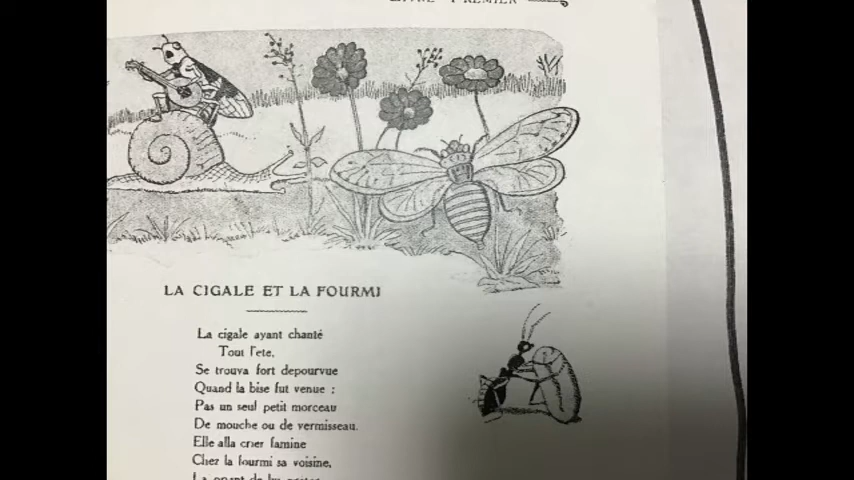 PREMIER
LA CIGALE ET LA FOURMI
La cigale ayant chanté
Tout l'ete,
Se trouva fort depourvue
Quand la bise fut venue :
Pas un seul petit morceau
De mouche ou de vermisseau.
Elle alla crier famine
Chez la fourmi sa voisine,